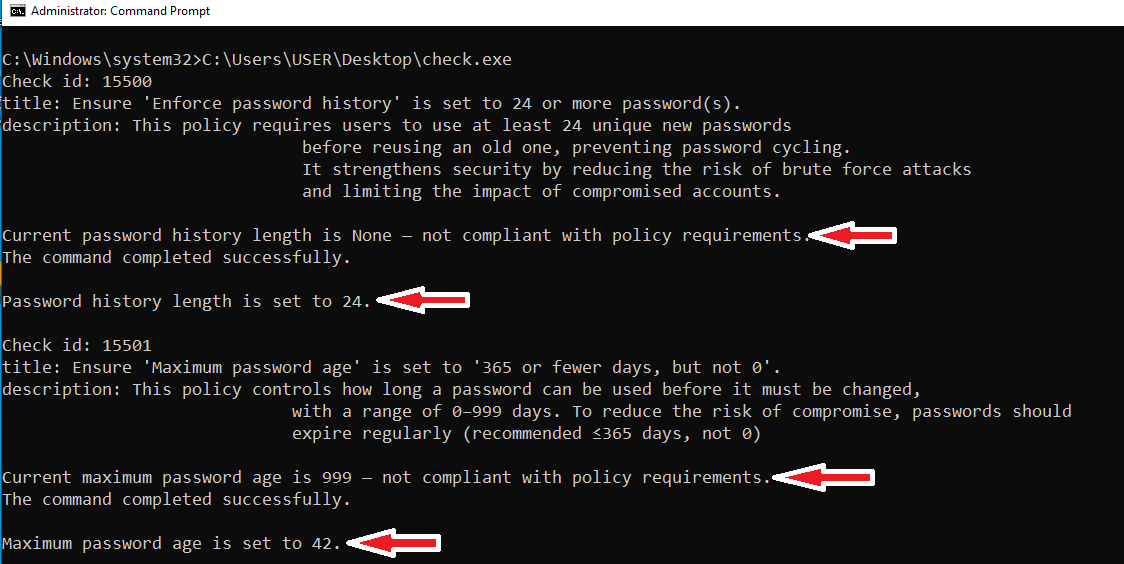 Administrator: Command Prompt
C:\Windows\system32>C:\Users\USER\Desktop\check.exe
Check id: 15500
title: Ensure 'Enforce password history' is set to 24 or more password(s).
description: This policy requires users to use at least 24 unique new passwords
before reusing an old one, preventing password cycling.
It strengthens security by reducing the risk of brute force attacks
and limiting the impact of compromised accounts.
Current password history length is None — not compliant with policy requirements.
The command completed successfully.
Password history length is set to 24.
Check id: 15501
title: Ensure 'Maximum password age' is set to '365 or fewer days, but not 0'.
description: This policy controls how long a password can be used before it must be changed,
with a range of 0–999 days. To reduce the risk of compromise, passwords should
expire regularly (recommended ≤365 days, not 0)
Current maximum password age is 999 — not compliant with policy requirements.
The command completed successfully.
Maximum password age is set to 42.